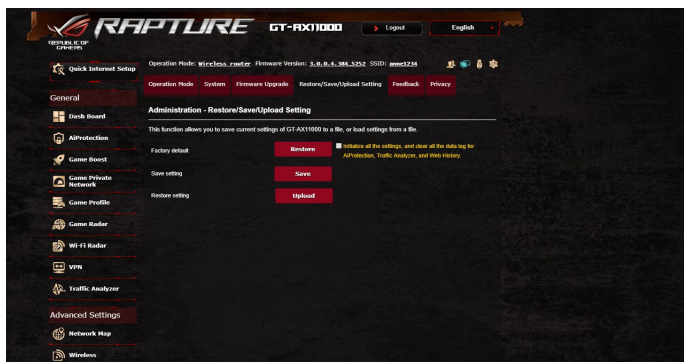 REPUBLIC OF
GAMERS
RAPTURE
GT-AX11000
Logout
English
Quick Internet Setup
Operation Mode: Wireless router Firmware Version: 3.0.0.4.384_5252 SSID: anne1234
Operation Mode System Firmware Upgrade Restore/Save/Upload Setting Feedback Privacy
General
Dash Board
AiProtection
Game Boost
Game Private
Network
Game Profile
Game Radar
Wi-Fi Radar
VPN
Traffic Analyzer
Advanced Settings
Network Map
Wireless
Administration - Restore/Save/Upload Setting
This function allows you to save current settings of GT-AX11000 to a file, or load settings from a file.
Factory default Restore Initialize all the settings, and clear all the data log for
AiProtection, Traffic Analyzer, and Web History.
Save setting Save
Restore setting Upload